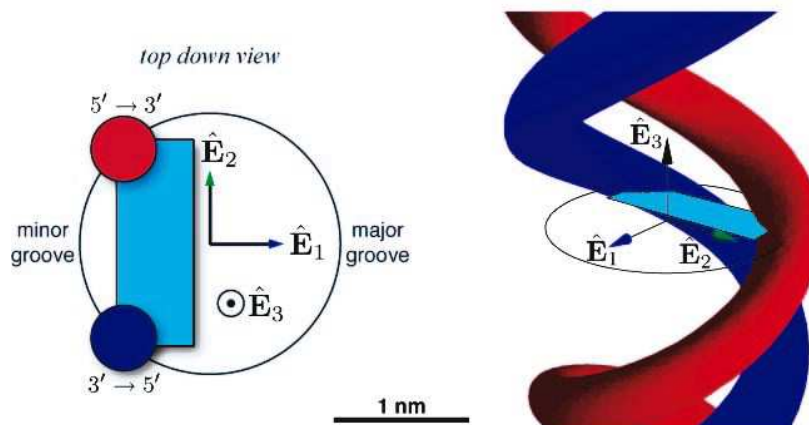 top down view
5′ → 3′
Ê₂
minor groove
Ê₁
major groove
Ê₃
3′ → 5′
1 nm
Ê₃
Ê₁
Ê₂